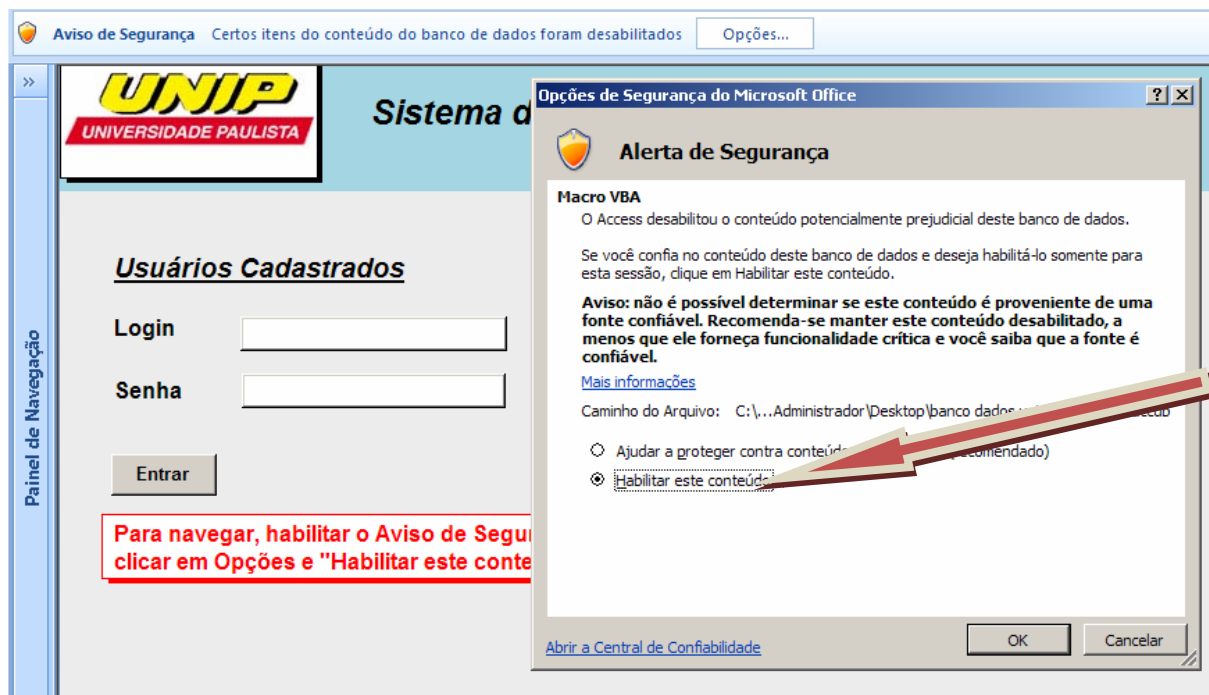 Aviso de Segurança Certos itens do conteúdo do banco de dados foram desabilitados Opções...
»
Painel de Navegação
UNIP
UNIVERSIDADE PAULISTA
Sistema d
Usuários Cadastrados
Login
Senha
Entrar
Para navegar, habilitar o Aviso de Segu
clicar em Opções e "Habilitar este conte
Opções de Segurança do Microsoft Office
Alerta de Segurança
Macro VBA
O Access desabilitou o conteúdo potencialmente prejudicial deste banco de dados.
Se você confia no conteúdo deste banco de dados e deseja habilitá-lo somente para
esta sessão, clique em Habilitar este conteúdo.
Aviso: não é possível determinar se este conteúdo é proveniente de uma
fonte confiável. Recomenda-se manter este conteúdo desabilitado, a
menos que ele forneça funcionalidade crítica e você saiba que a fonte é
confiável.
Mais informações
Caminho do Arquivo: C:\...Administrador\Desktop\banco dados
Ajudar a proteger contra
Habilitar este conteúdo
Abrir a Central de Confiabilidade
OK Cancelar